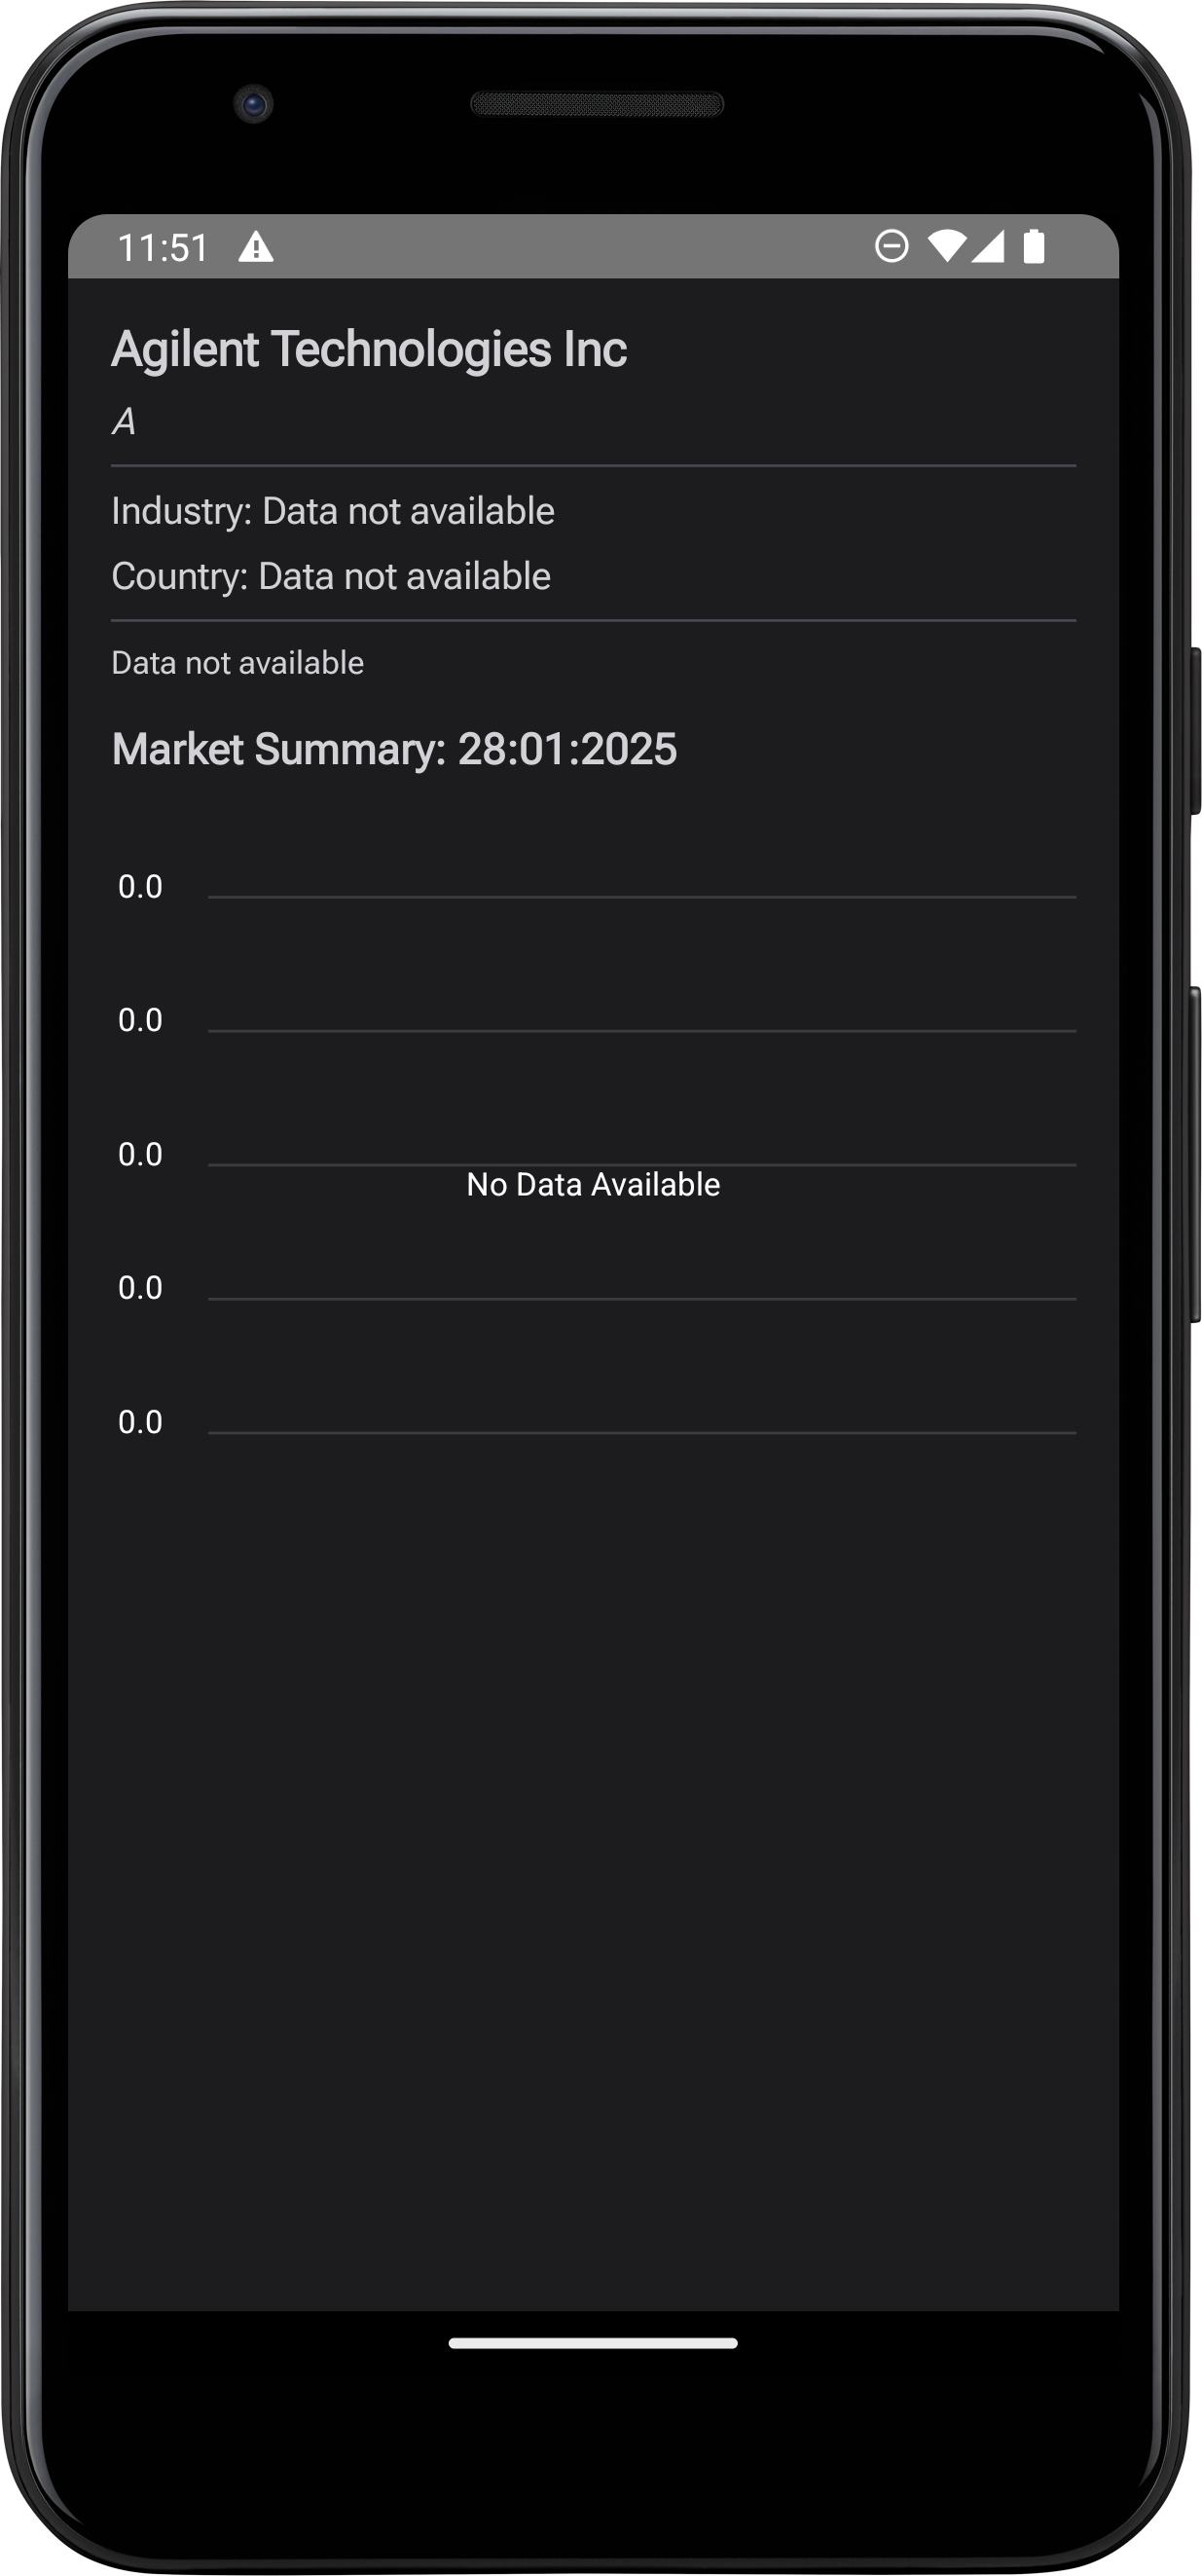 11:51
Agilent Technologies Inc
A
Industry: Data not available
Country: Data not available
Data not available
Market Summary: 28:01:2025
0.0
0.0
0.0
No Data Available
0.0
0.0